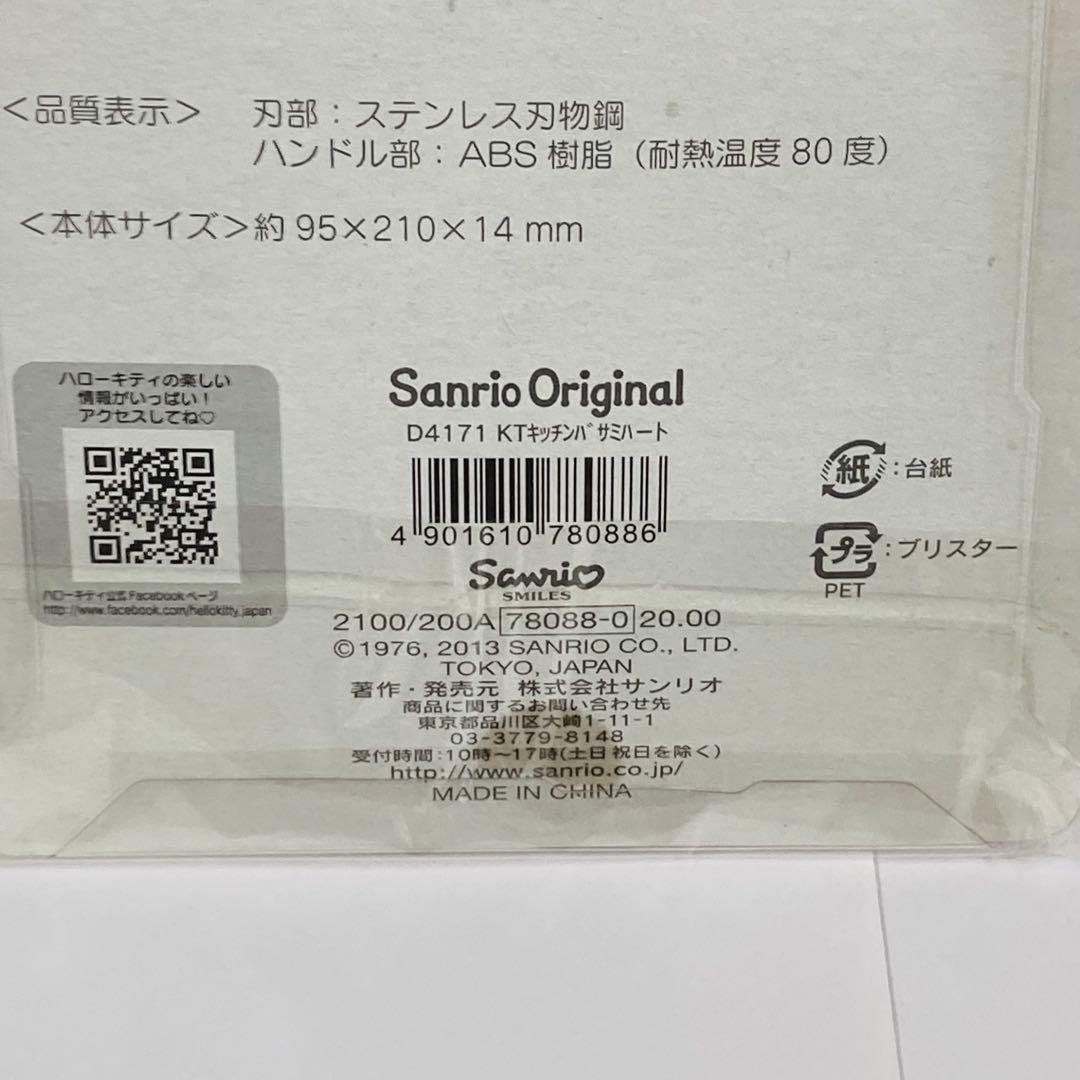 ＜品質表示＞ 刃部：ステンレス刃物鋼
ハンドル部：ABS樹脂（耐熱温度80度）
＜本体サイズ＞約95×210×14mm
ハローキティの楽しい
情報がいっぱい！
アクセスしてね♡
ハローキティ公式Facebookページ
http://www.facebook.com/hellokitty.japan
Sanrio Original
D4171 KTｷｯﾁﾝﾊﾞｻﾐﾊｰﾄ
4 901610 780886
Sanrio
SMILES
2100/200A 78088-0 20.00
©1976, 2013 SANRIO CO., LTD.
TOKYO, JAPAN
著作・発売元 株式会社サンリオ
商品に関するお問い合わせ先
東京都品川区大崎1-11-1
03-3779-8148
受付時間：10時〜17時(土日祝日を除く)
http://www.sanrio.co.jp/
MADE IN CHINA
紙：台紙
プラ：ブリスター
PET